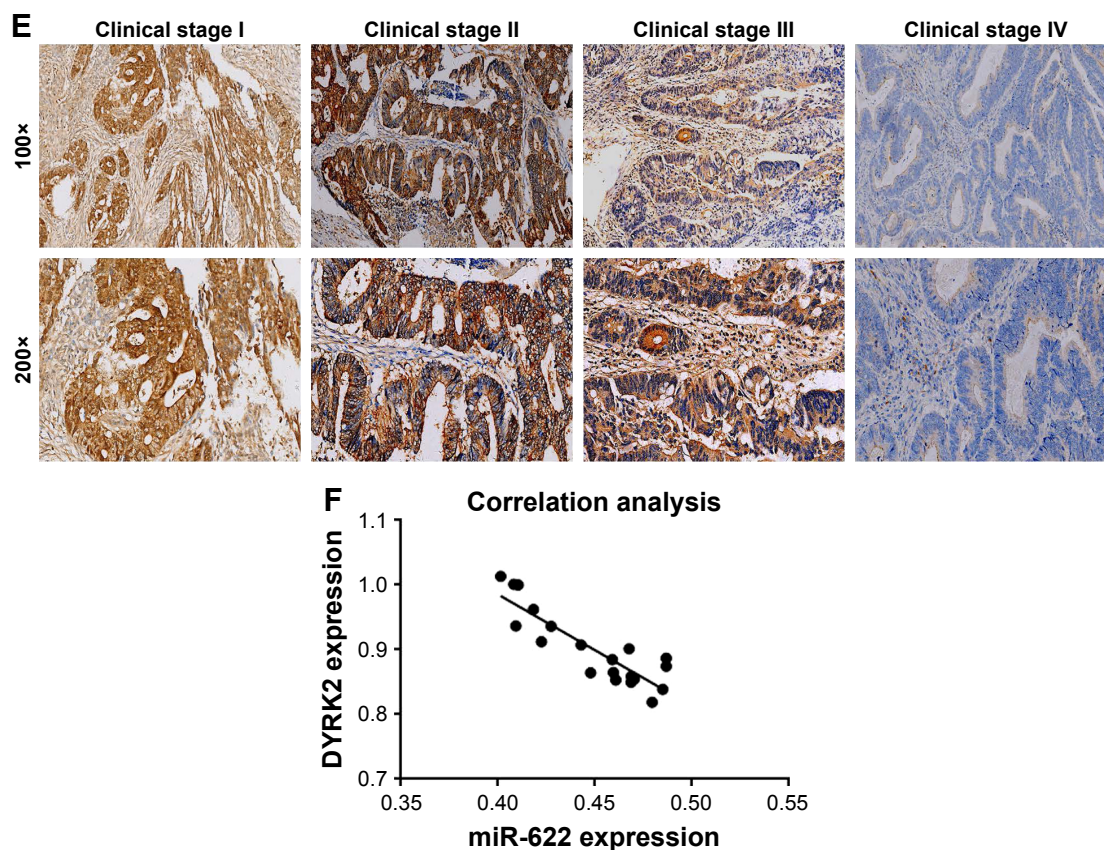 E
Clinical stage I Clinical stage II Clinical stage III Clinical stage IV
100×
200×
F
Correlation analysis
DYRK2 expression
1.1
1.0
0.9
0.8
0.7
0.35 0.40 0.45 0.50 0.55
miR-622 expression